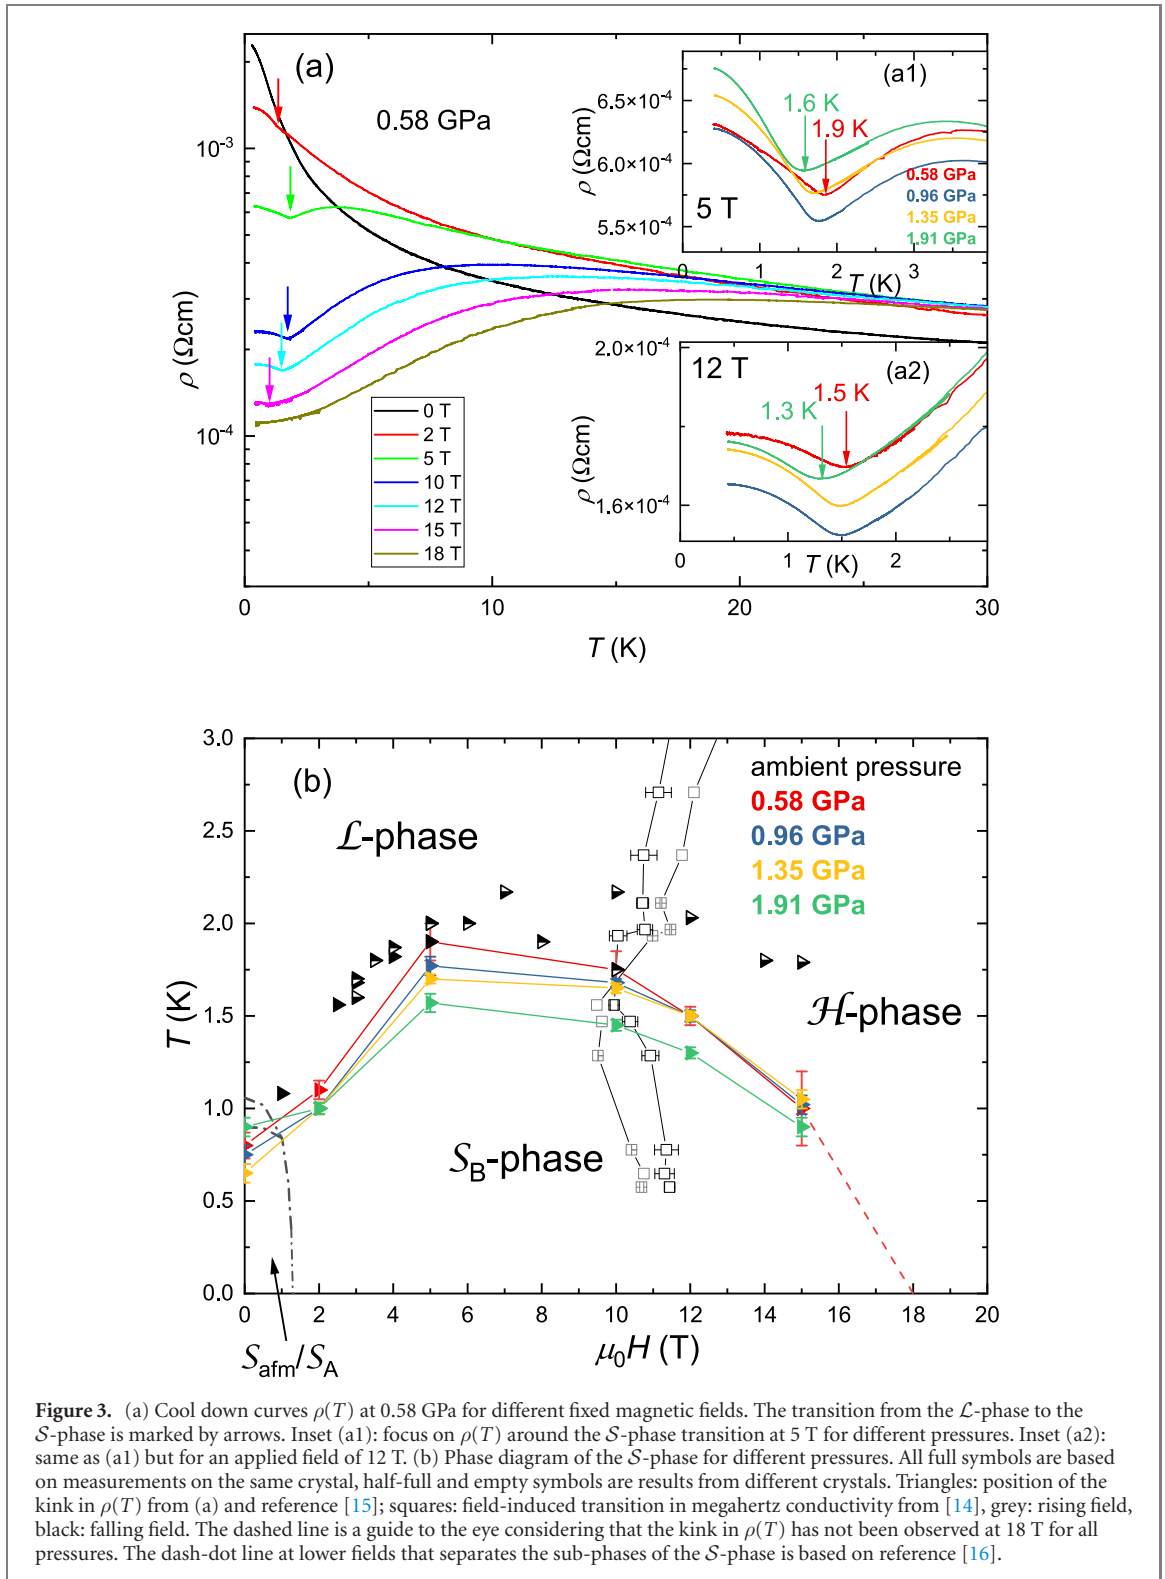 (a)
0.58 GPa
10⁻³
10⁻⁴
ρ (Ωcm)
0 T
2 T
5 T
10 T
12 T
15 T
18 T
0 10 20 30
T (K)
(a1)
6.5×10⁻⁴
6.0×10⁻⁴
5.5×10⁻⁴
ρ (Ωcm)
1.6 K
1.9 K
5 T
0.58 GPa
0.96 GPa
1.35 GPa
1.91 GPa
0 1 2 3
T (K)
(a2)
12 T
2.0×10⁻⁴
1.6×10⁻⁴
ρ (Ωcm)
1.3 K
1.5 K
0 1 2
T (K)
(b)
3.0
2.5
2.0
1.5
1.0
0.5
0.0
T (K)
ambient pressure
0.58 GPa
0.96 GPa
1.35 GPa
1.91 GPa
ℒ-phase
ℋ-phase
𝒮B-phase
0 2 4 6 8 10 12 14 16 18 20
μ₀H (T)
𝒮afm/𝒮A
Figure 3. (a) Cool down curves ρ(T) at 0.58 GPa for different fixed magnetic fields. The transition from the ℒ-phase to the
𝒮-phase is marked by arrows. Inset (a1): focus on ρ(T) around the 𝒮-phase transition at 5 T for different pressures. Inset (a2):
same as (a1) but for an applied field of 12 T. (b) Phase diagram of the 𝒮-phase for different pressures. All full symbols are based
on measurements on the same crystal, half-full and empty symbols are results from different crystals. Triangles: position of the
kink in ρ(T) from (a) and reference [15]; squares: field-induced transition in megahertz conductivity from [14], grey: rising field,
black: falling field. The dashed line is a guide to the eye considering that the kink in ρ(T) has not been observed at 18 T for all
pressures. The dash-dot line at lower fields that separates the sub-phases of the 𝒮-phase is based on reference [16].